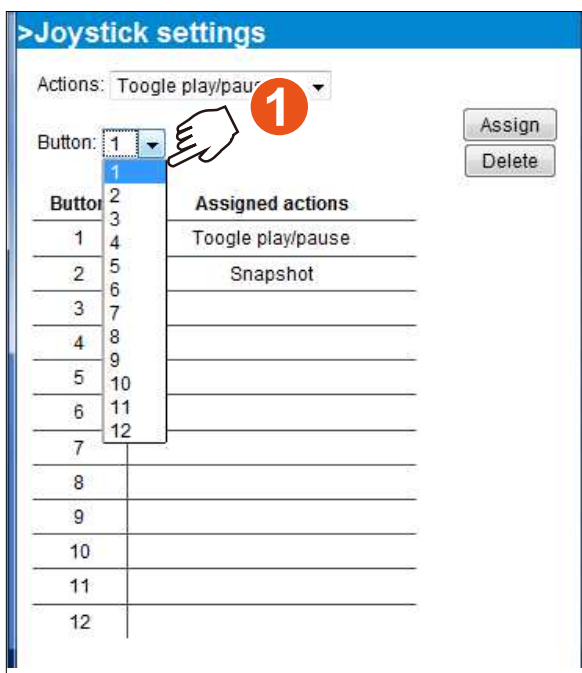 >Joystick settings
Actions: Toogle play/pau
1
Button: 1
Assign
Delete
1
2
3
4
5
6
7
8
9
10
11
12
Button Assigned actions
1 Toogle play/pause
2 Snapshot
3
4
5
6
7
8
9
10
11
12